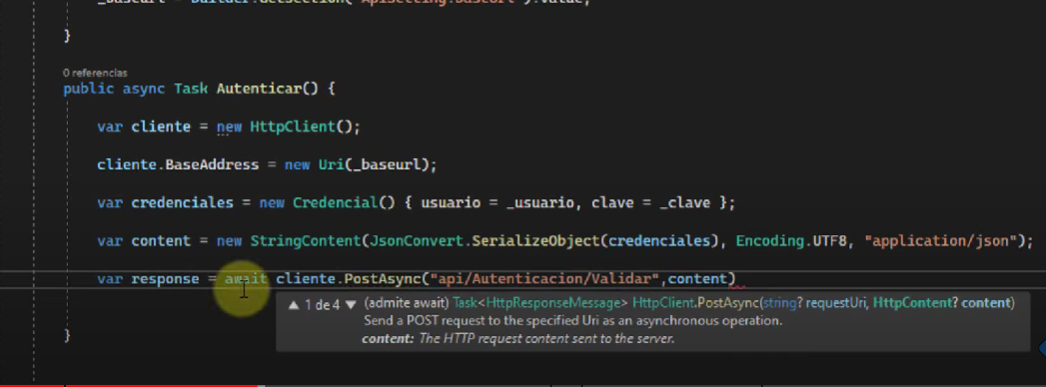 _baseurl = builder.GetSection("ApiSetting:baseUrl").Value;
}
0 referencias
public async Task Autenticar() {
var cliente = new HttpClient();
cliente.BaseAddress = new Uri(_baseurl);
var credenciales = new Credencial() { usuario = _usuario, clave = _clave };
var content = new StringContent(JsonConvert.SerializeObject(credenciales), Encoding.UTF8, "application/json");
var response = await cliente.PostAsync("api/Autenticacion/Validar",content)
▲ 1 de 4 ▼ (admite await) Task<HttpResponseMessage> HttpClient.PostAsync(string? requestUri, HttpContent? content)
Send a POST request to the specified Uri as an asynchronous operation.
content: The HTTP request content sent to the server.
}